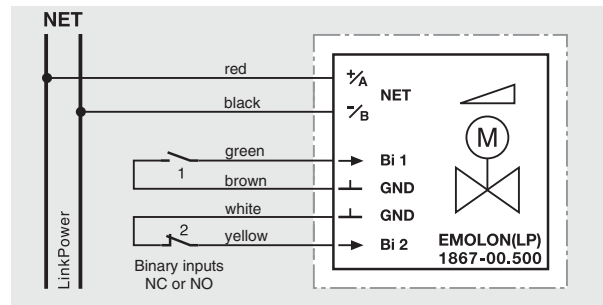 NET
red
black
green
1
brown
white
2
yellow
Binary inputs
NC or NO
LinkPower
+/A
NET
-/B
M
Bi 1
GND
GND
Bi 2
EMOLON(LP)
1867-00.500